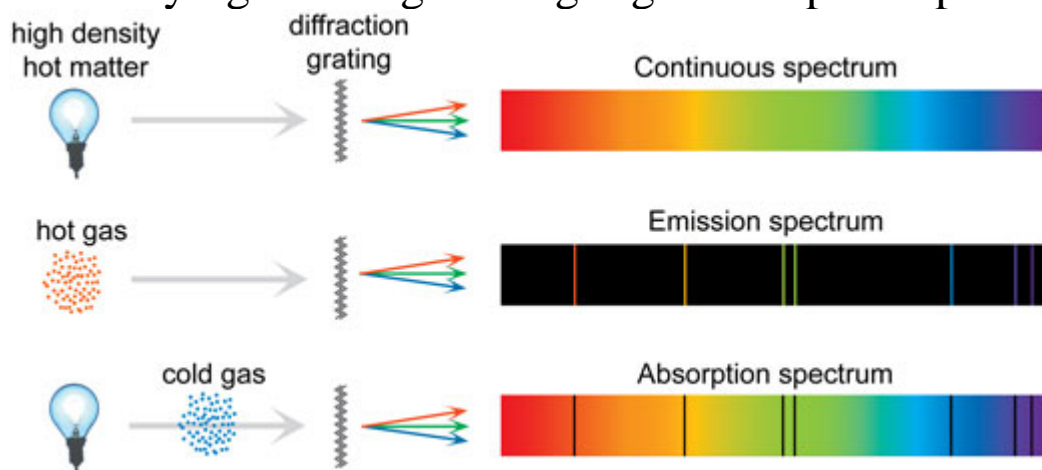 high density
hot matter
diffraction
grating
Continuous spectrum
hot gas
Emission spectrum
cold gas
Absorption spectrum